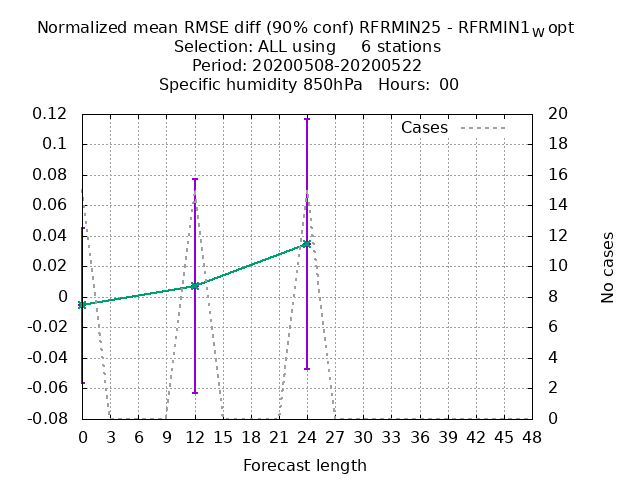 Normalized mean RMSE diff (90% conf) RFRMIN25 - RFRMIN1w opt
Selection: ALL using 6 stations
Period: 20200508-20200522
Specific humidity 850hPa Hours: 00
Cases
0.12
0.1
0.08
0.06
0.04
0.02
0
-0.02
-0.04
-0.06
-0.08
20
18
16
14
12
10
8
6
4
2
0
No cases
0 3 6 9 12 15 18 21 24 27 30 33 36 39 42 45 48
Forecast length